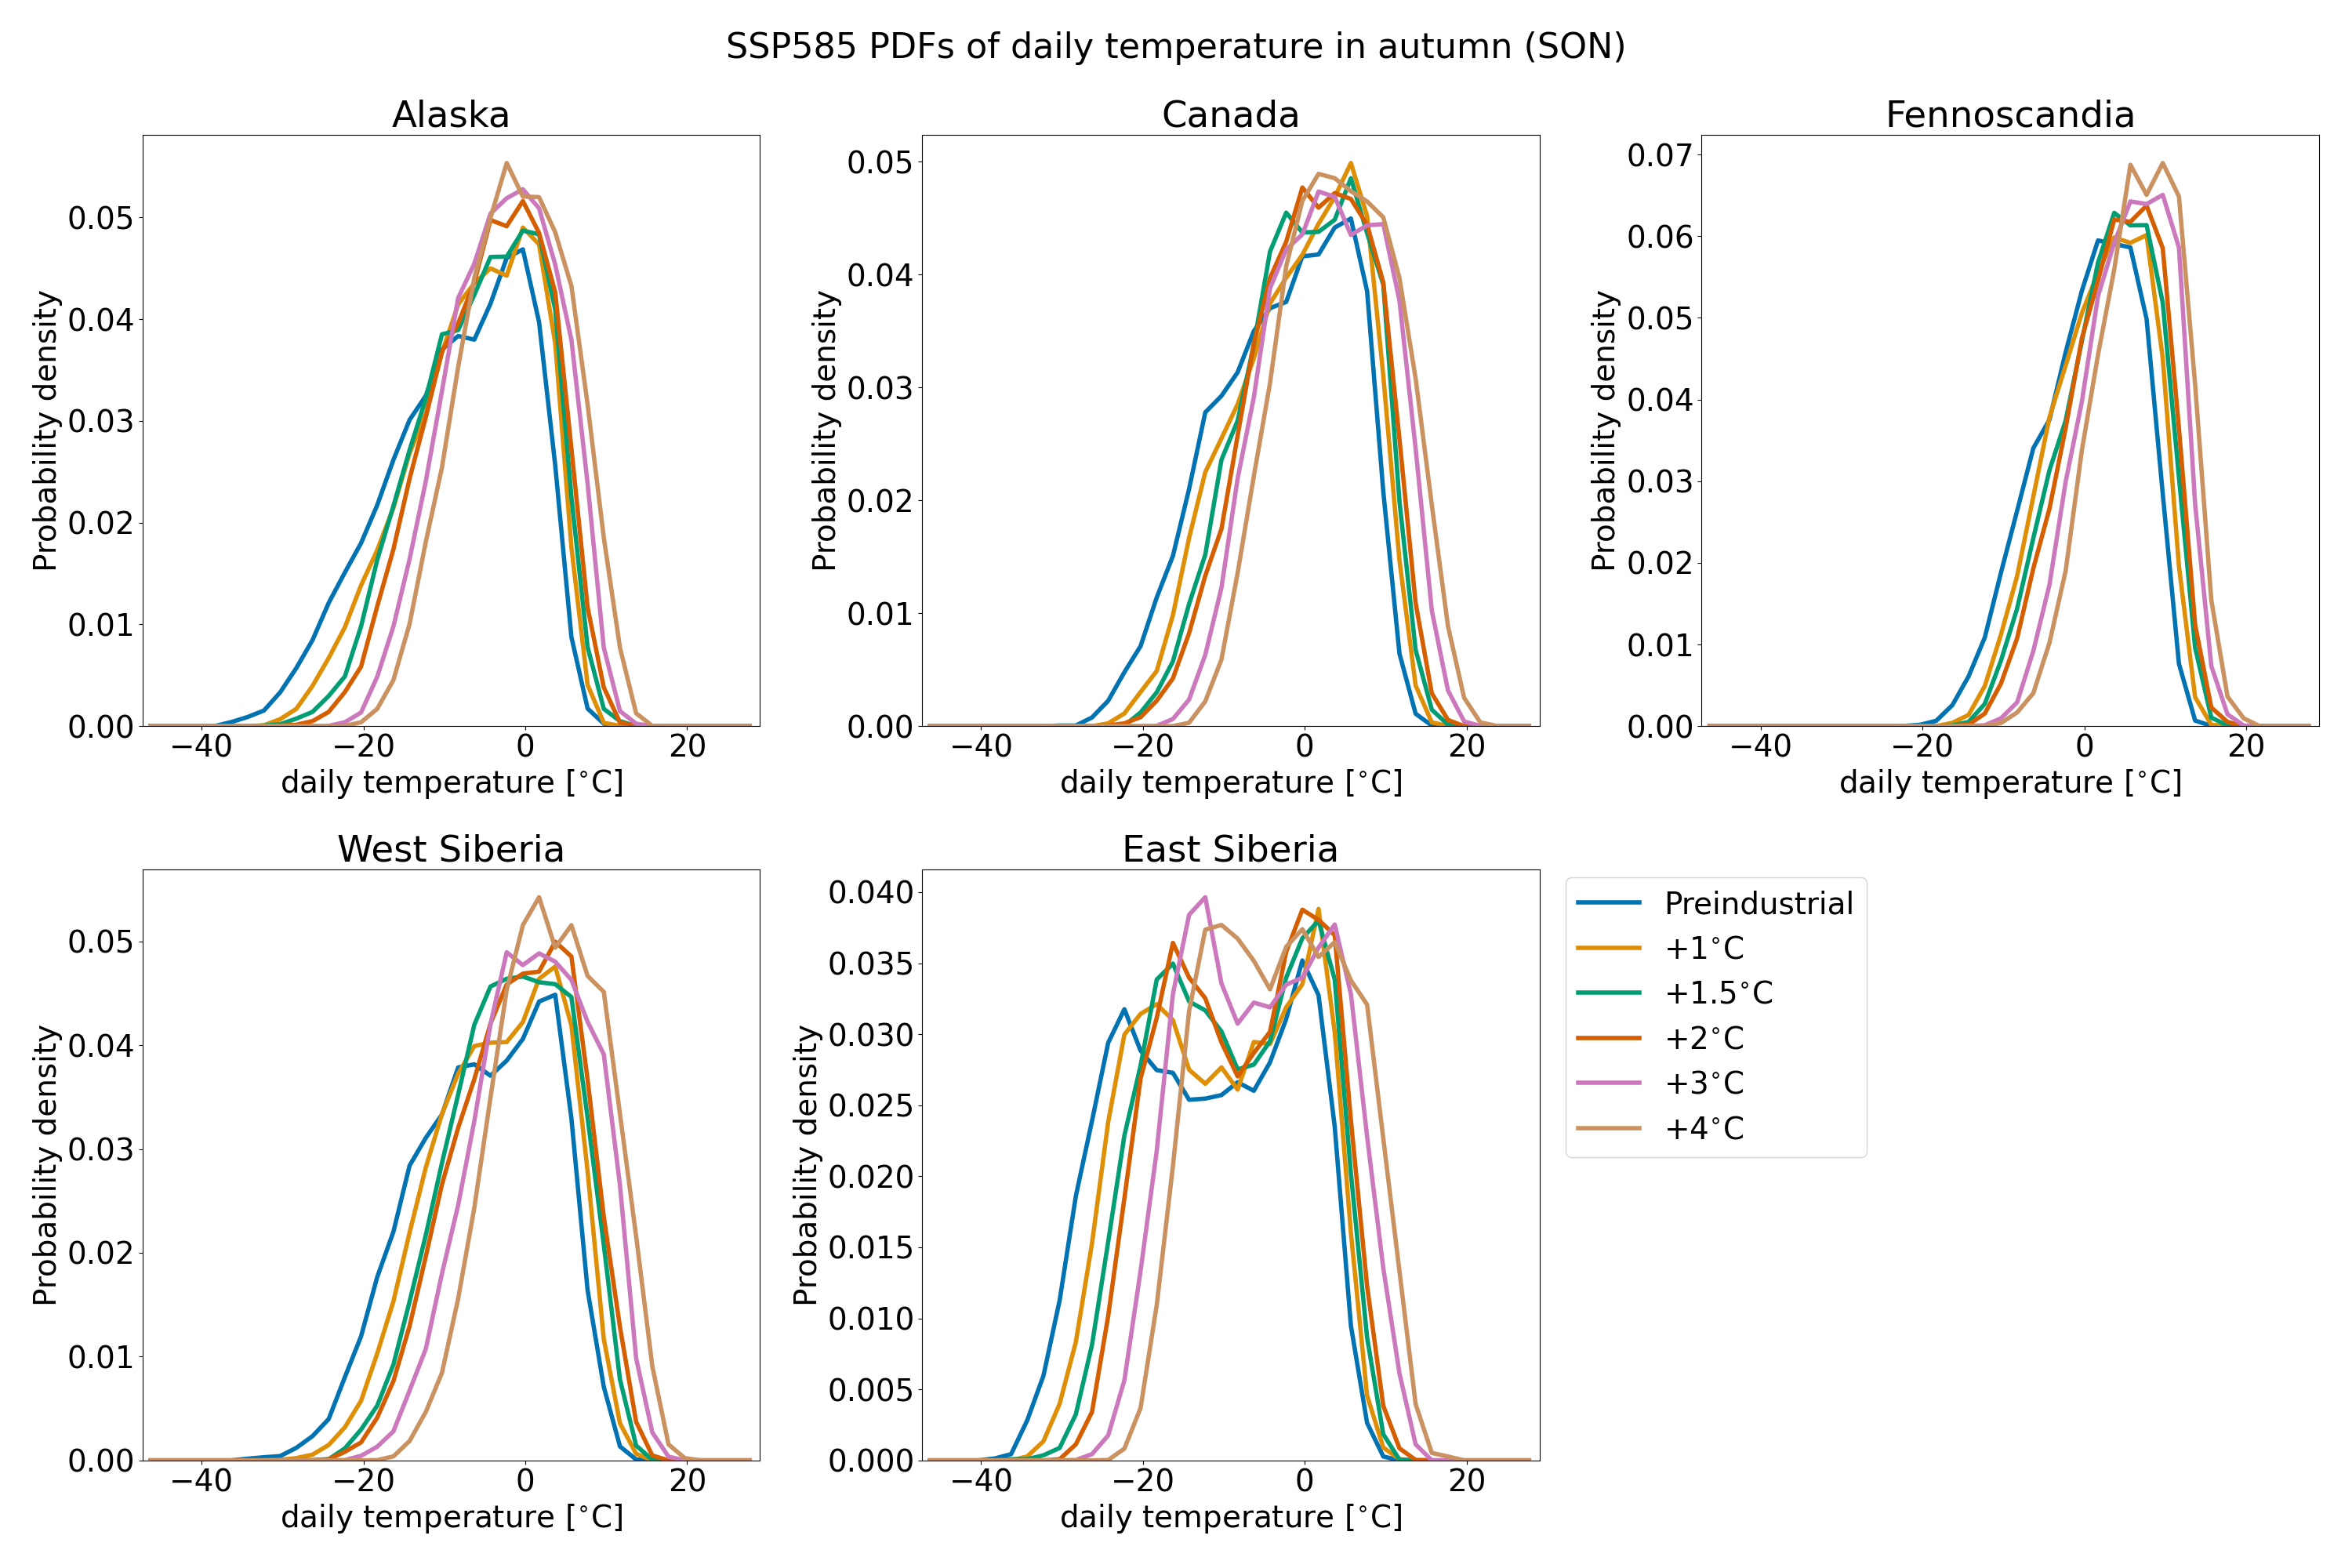 SSP585 PDFs of daily temperature in autumn (SON)
Alaska
Probability density
0.05
0.04
0.03
0.02
0.01
0.00
−40 −20 0 20
daily temperature [°C]
Canada
Probability density
0.05
0.04
0.03
0.02
0.01
0.00
−40 −20 0 20
daily temperature [°C]
Fennoscandia
Probability density
0.07
0.06
0.05
0.04
0.03
0.02
0.01
0.00
−40 −20 0 20
daily temperature [°C]
West Siberia
Probability density
0.05
0.04
0.03
0.02
0.01
0.00
−40 −20 0 20
daily temperature [°C]
East Siberia
Probability density
0.040
0.035
0.030
0.025
0.020
0.015
0.010
0.005
0.000
−40 −20 0 20
daily temperature [°C]
Preindustrial
+1°C
+1.5°C
+2°C
+3°C
+4°C